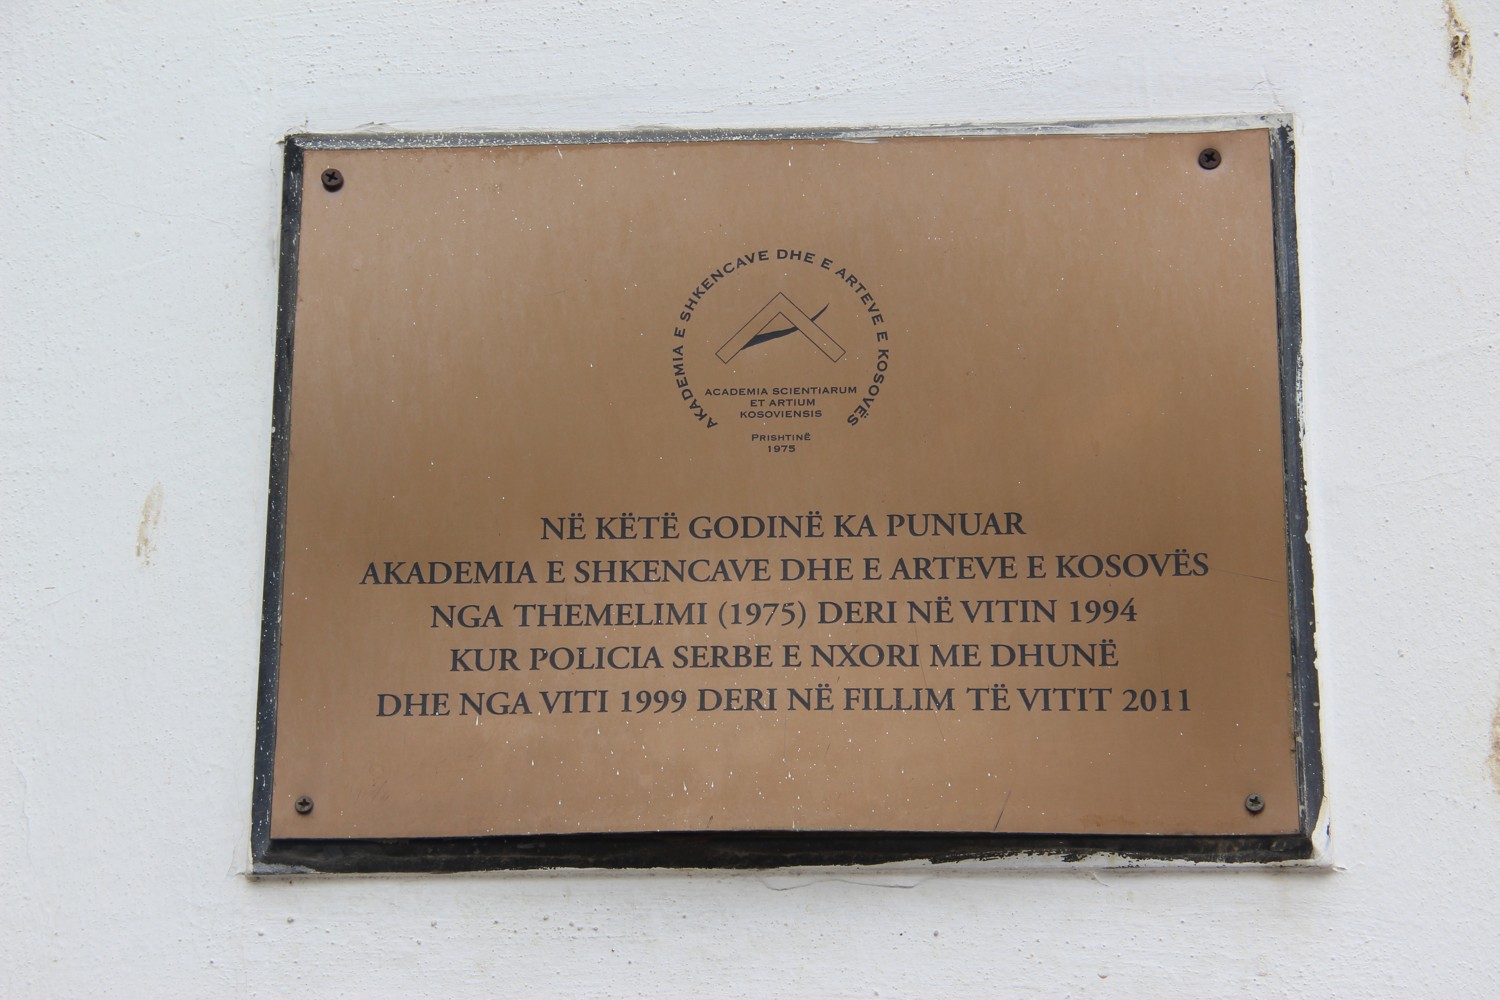 AKADEMIA E SHKENCAVE DHE E ARTEVE E KOSOVËS
ACADEMIA SCIENTIARUM
ET ARTIUM
KOSOVIENSIS
PRISHTINË
1975
NË KËTË GODINË KA PUNUAR
AKADEMIA E SHKENCAVE DHE E ARTEVE E KOSOVËS
NGA THEMELIMI (1975) DERI NË VITIN 1994
KUR POLICIA SERBE E NXORI ME DHUNË
DHE NGA VITI 1999 DERI NË FILLIM TË VITIT 2011